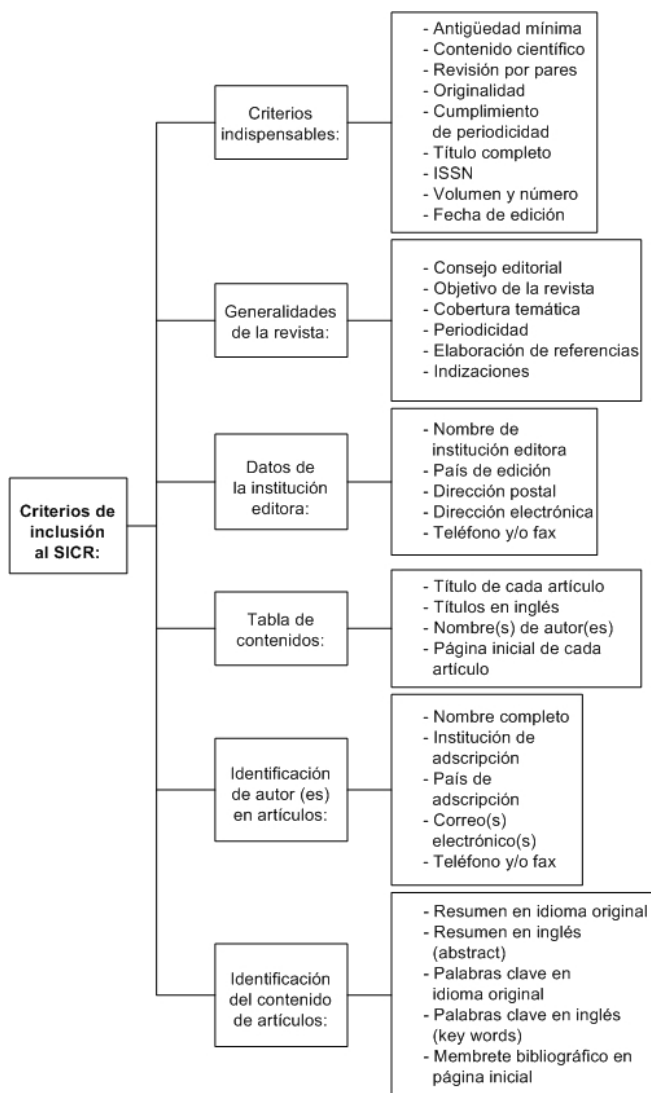 Criterios de
inclusión
al SICR:
Criterios
indispensables:
- Antigüedad mínima
- Contenido científico
- Revisión por pares
- Originalidad
- Cumplimiento
de periodicidad
- Título completo
- ISSN
- Volumen y número
- Fecha de edición
Generalidades
de la revista:
- Consejo editorial
- Objetivo de la revista
- Cobertura temática
- Periodicidad
- Elaboración de referencias
- Indizaciones
Datos de
la institución
editora:
- Nombre de
institución editora
- País de edición
- Dirección postal
- Dirección electrónica
- Teléfono y/o fax
Tabla de
contenidos:
- Título de cada artículo
- Títulos en inglés
- Nombre(s) de autor(es)
- Página inicial de cada
artículo
Identificación
de autor (es)
en artículos:
- Nombre completo
- Institución de
adscripción
- País de
adscripción
- Correo(s)
electrónico(s)
- Teléfono y/o fax
Identificación
del contenido
de artículos:
- Resumen en idioma original
- Resumen en inglés
(abstract)
- Palabras clave en
idioma original
- Palabras clave en inglés
(key words)
- Membrete bibliográfico en
página inicial